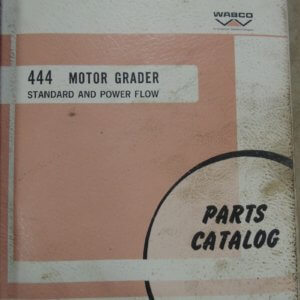 WABCO
444 MOTOR GRADER
STANDARD AND POWER FLOW
PARTS
CATALOG